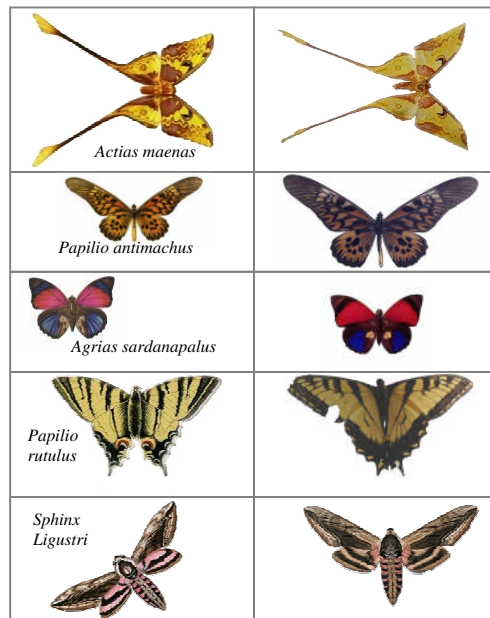 Actias maenas
Papilio antimachus
Agrias sardanapalus
Papilio
rutulus
Sphinx
Ligustri